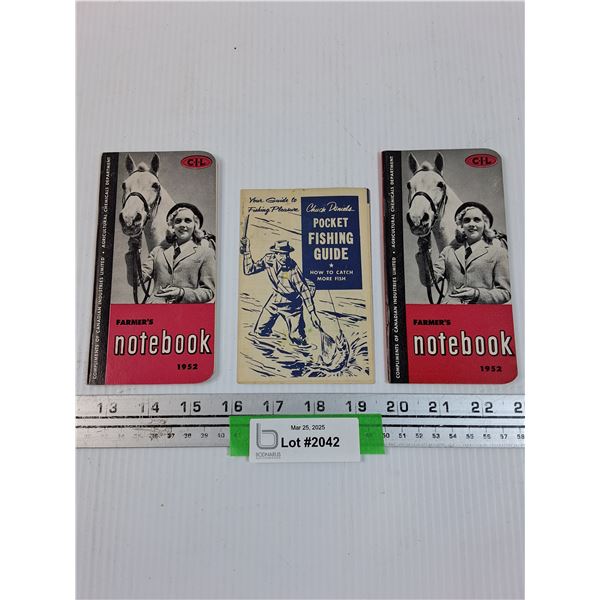 C-I-L
COMPLIMENTS OF CANADIAN INDUSTRIES LIMITED • AGRICULTURAL CHEMICALS DEPARTMENT
FARMER'S
notebook
1952
Your Guide to
Fishing Pleasure
Chuck
POCKET
FISHING
GUIDE
HOW TO CATCH
MORE FISH
C-I-L
COMPLIMENTS OF CANADIAN INDUSTRIES LIMITED • AGRICULTURAL CHEMICALS DEPARTMENT
FARMER'S
notebook
1952
13 14 15 16 17 18 19 20 21 22 2
Mar 25, 2025
Lot #2042
b
BODNARUS